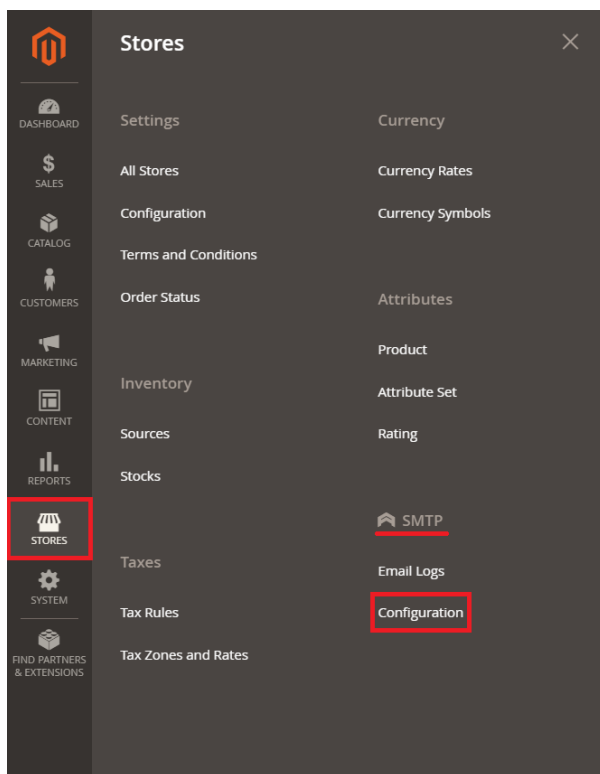 Stores
DASHBOARD
SALES
CATALOG
CUSTOMERS
MARKETING
CONTENT
REPORTS
STORES
SYSTEM
FIND PARTNERS
& EXTENSIONS
Settings
All Stores
Configuration
Terms and Conditions
Order Status
Inventory
Sources
Stocks
Taxes
Tax Rules
Tax Zones and Rates
Currency
Currency Rates
Currency Symbols
Attributes
Product
Attribute Set
Rating
SMTP
Email Logs
Configuration